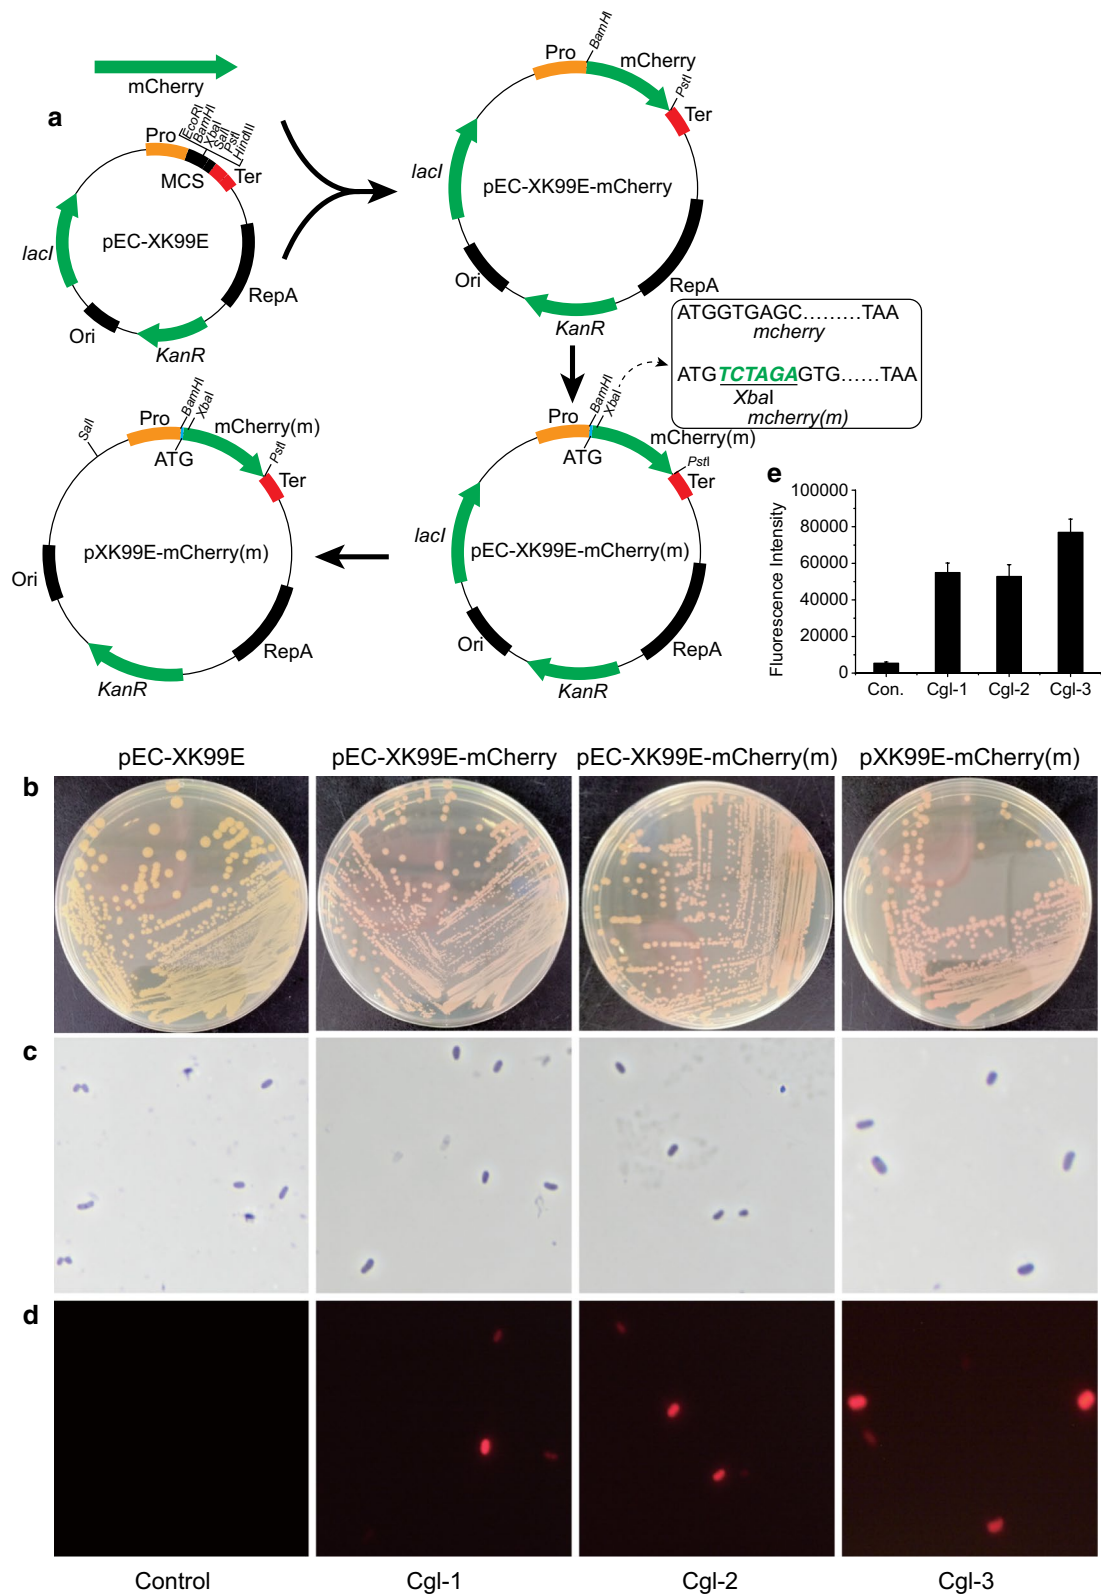 a
mCherry
Pro
EcoRI
BamHI
XbaI
SalI
PstI
HindIII
MCS
Ter
lacI
pEC-XK99E
RepA
Ori
KanR
Pro
BamHI
mCherry
PstI
Ter
lacI
pEC-XK99E-mCherry
Ori
RepA
KanR
ATGGTGAGC.........TAA
mcherry
ATGTCTAGAGTG......TAA
XbaI
mcherry(m)
SalI
Pro
BamHI
XbaI
mCherry(m)
ATG
PstI
Ter
pXK99E-mCherry(m)
Ori
RepA
KanR
Pro
BamHI
XbaI
mCherry(m)
ATG
PstI
Ter
lacI
pEC-XK99E-mCherry(m)
Ori
RepA
KanR
e
Fluorescence Intensity
100000
80000
60000
40000
20000
0
Con. Cgl-1 Cgl-2 Cgl-3
pEC-XK99E pEC-XK99E-mCherry pEC-XK99E-mCherry(m) pXK99E-mCherry(m)
b
c
d
Control Cgl-1 Cgl-2 Cgl-3